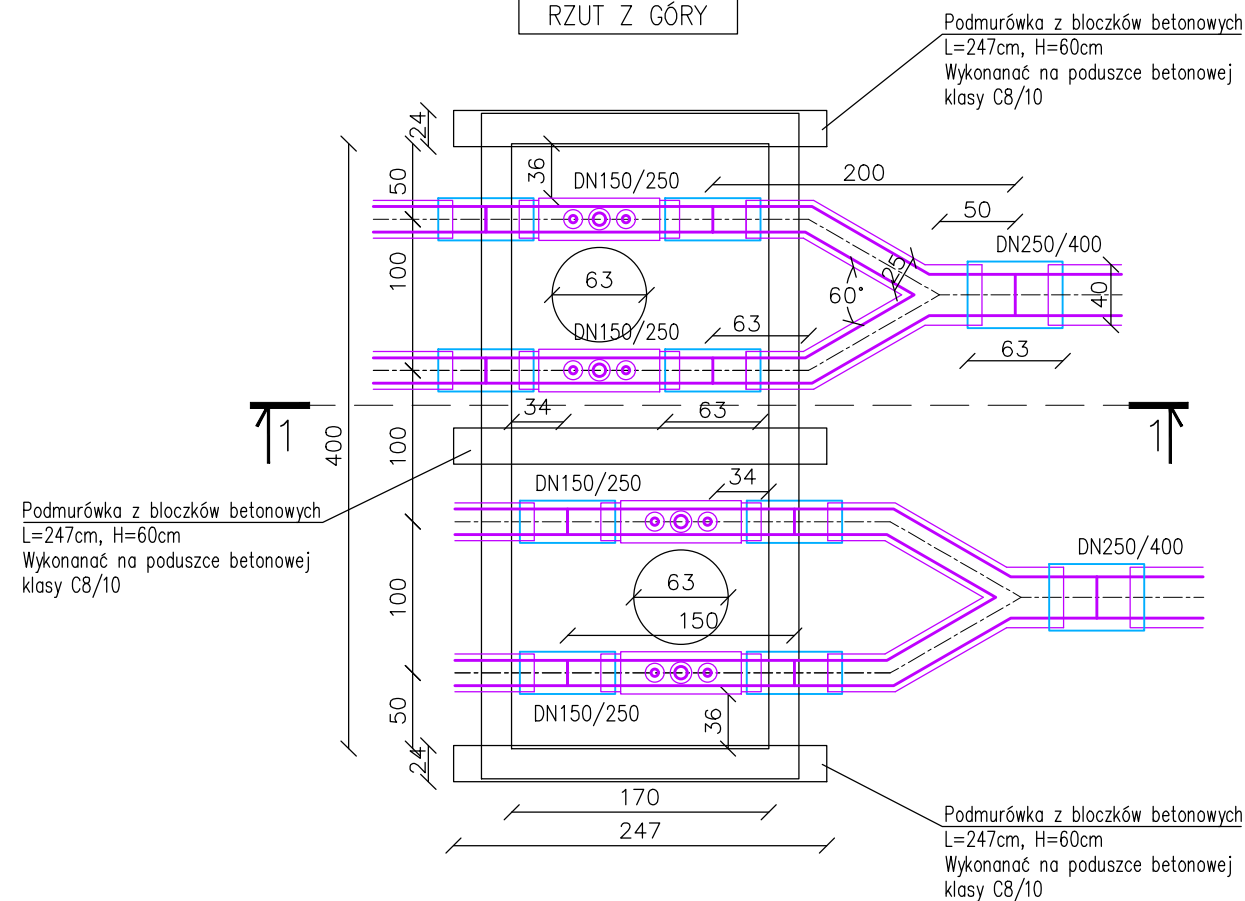 RZUT Z GÓRY
Podmurówka z bloczków betonowych
L=247cm, H=60cm
Wykonanać na poduszce betonowej
klasy C8/10
24
50
36
DN150/250
200
50
DN250/400
100
63
25
60°
40
DN150/250
63
63
34
63
1
1
400
100
34
DN150/250
Podmurówka z bloczków betonowych
L=247cm, H=60cm
Wykonanać na poduszce betonowej
klasy C8/10
DN250/400
100
63
150
50
DN150/250
36
24
170
247
Podmurówka z bloczków betonowych
L=247cm, H=60cm
Wykonanać na poduszce betonowej
klasy C8/10